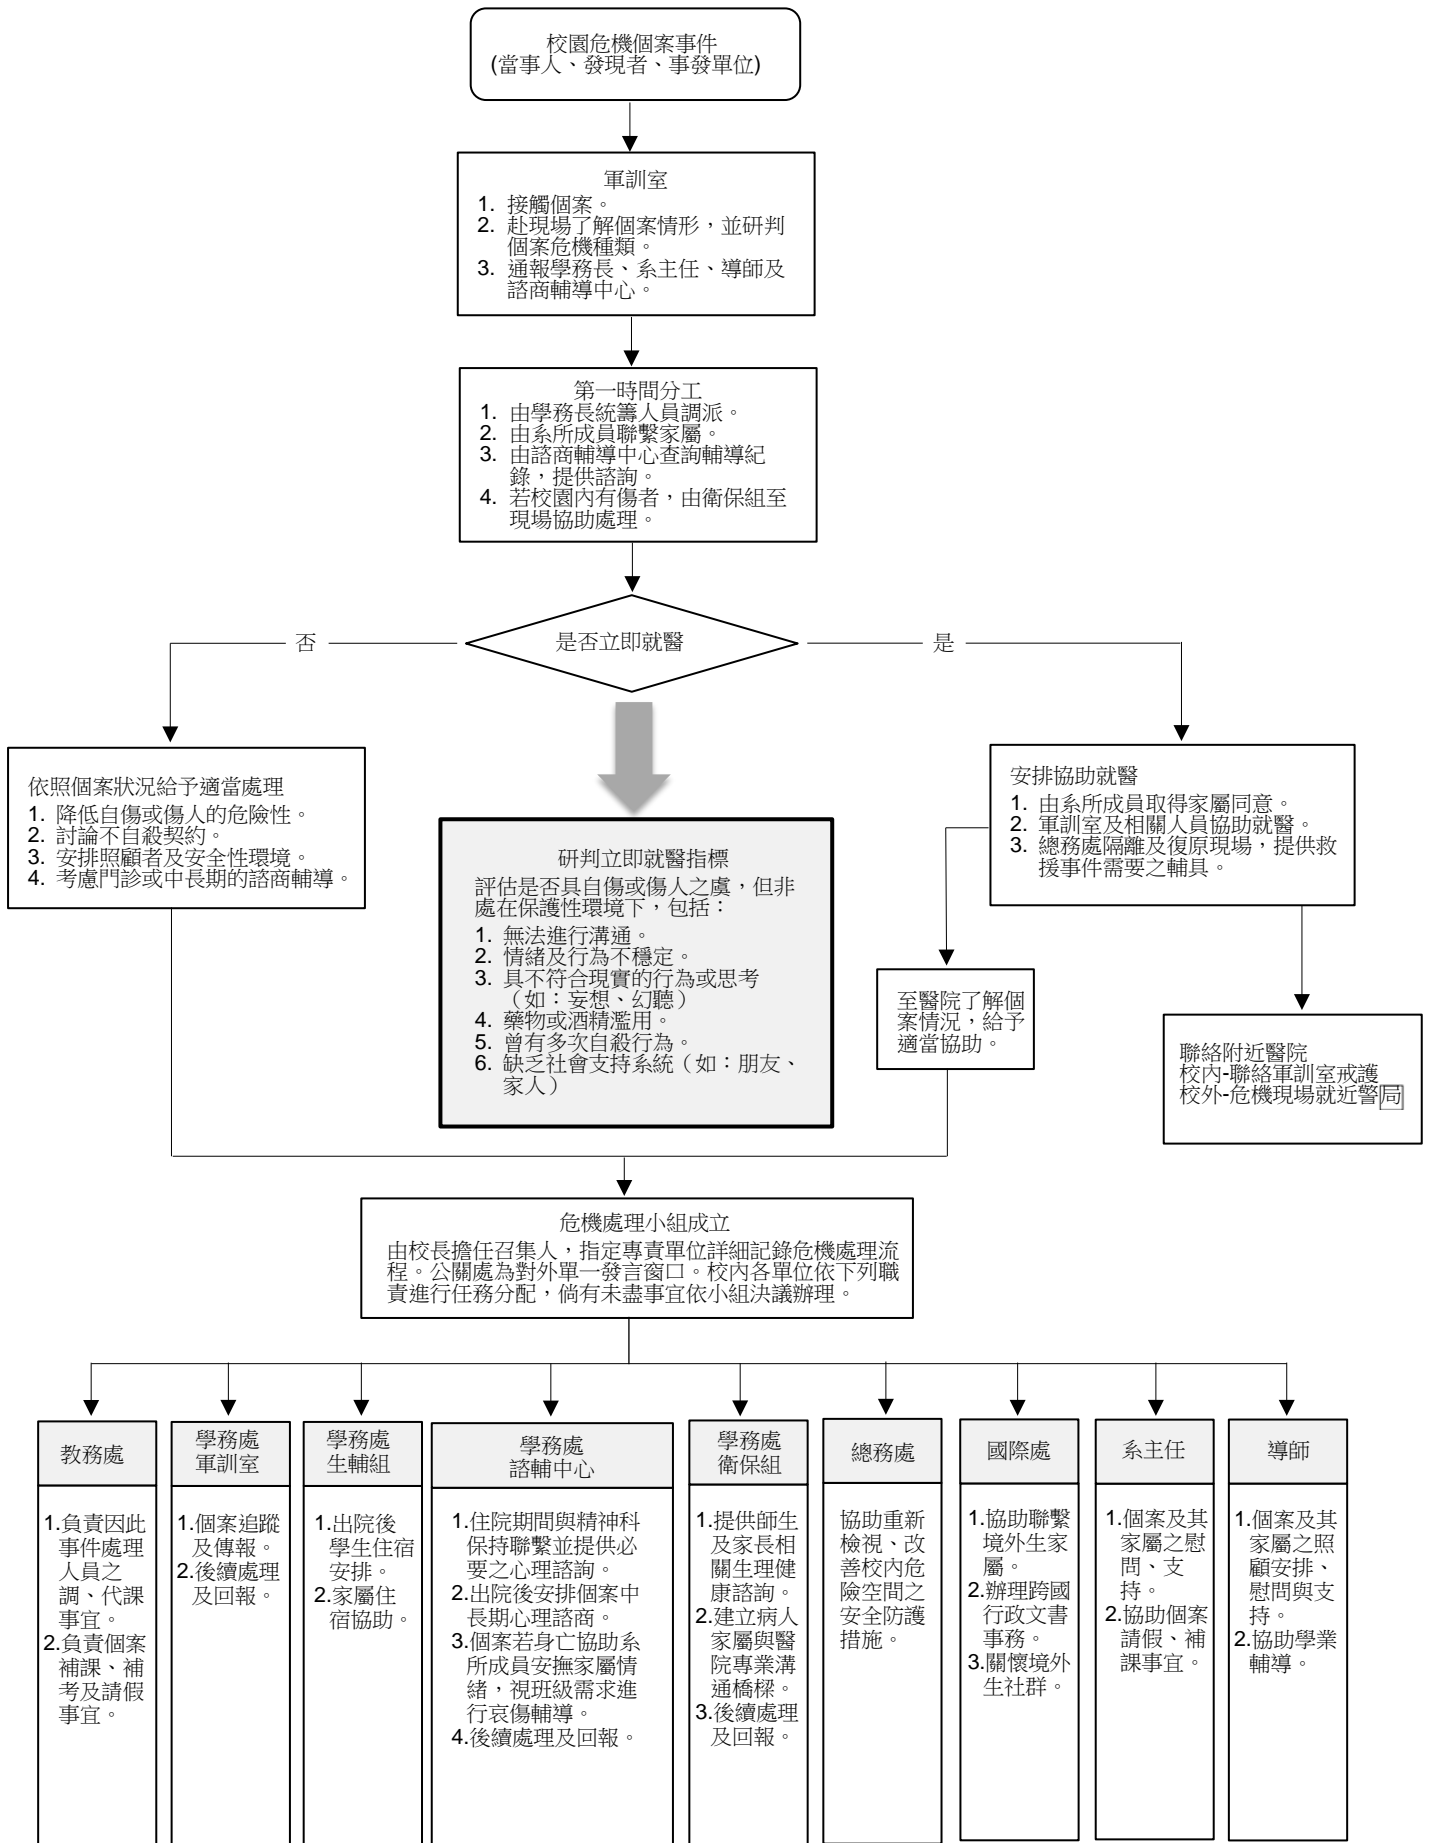 校園危機個案事件
(當事人、發現者、事發單位)
軍訓室
1. 接觸個案。
2. 赴現場了解個案情形，並研判
個案危機種類。
3. 通報學務長、系主任、導師及
諮商輔導中心。
第一時間分工
1. 由學務長統籌人員調派。
2. 由系所成員聯繫家屬。
3. 由諮商輔導中心查詢輔導紀
錄，提供諮詢。
4. 若校園內有傷者，由衛保組至
現場協助處理。
是否立即就醫
否
是
依照個案狀況給予適當處理
1. 降低自傷或傷人的危險性。
2. 討論不自殺契約。
3. 安排照顧者及安全性環境。
4. 考慮門診或中長期的諮商輔導。
研判立即就醫指標
評估是否具自傷或傷人之虞，但非
處在保護性環境下，包括：
1. 無法進行溝通。
2. 情緒及行為不穩定。
3. 具不符合現實的行為或思考
（如：妄想、幻聽）
4. 藥物或酒精濫用。
5. 曾有多次自殺行為。
6. 缺乏社會支持系統（如：朋友、
家人）
安排協助就醫
1. 由系所成員取得家屬同意。
2. 軍訓室及相關人員協助就醫。
3. 總務處隔離及復原現場，提供救
援事件需要之輔具。
至醫院了解個
案情況，給予
適當協助。
聯絡附近醫院
校內-聯絡軍訓室戒護
校外-危機現場就近警局
危機處理小組成立
由校長擔任召集人，指定專責單位詳細記錄危機處理流
程。公關處為對外單一發言窗口。校內各單位依下列職
責進行任務分配，倘有未盡事宜依小組決議辦理。
教務處
1.負責因此
事件處理
人員之
調、代課
事宜。
2.負責個案
補課、補
考及請假
事宜。
學務處
軍訓室
1.個案追蹤
及傳報。
2.後續處理
及回報。
學務處
生輔組
1.出院後
學生住宿
安排。
2.家屬住
宿協助。
學務處
諮輔中心
1.住院期間與精神科
保持聯繫並提供必
要之心理諮詢。
2.出院後安排個案中
長期心理諮商。
3.個案若身亡協助系
所成員安撫家屬情
緒，視班級需求進
行哀傷輔導。
4.後續處理及回報。
學務處
衛保組
1.提供師生
及家長相
關生理健
康諮詢。
2.建立病人
家屬與醫
院專業溝
通橋樑。
3.後續處理
及回報。
總務處
協助重新
檢視、改
善校內危
險空間之
安全防護
措施。
國際處
1.協助聯繫
境外生家
屬。
2.辦理跨國
行政文書
事務。
3.關懷境外
生社群。
系主任
1.個案及其
家屬之慰
問、支
持。
2.協助個案
請假、補
課事宜。
導師
1.個案及其
家屬之照
顧安排、
慰問與支
持。
2.協助學業
輔導。